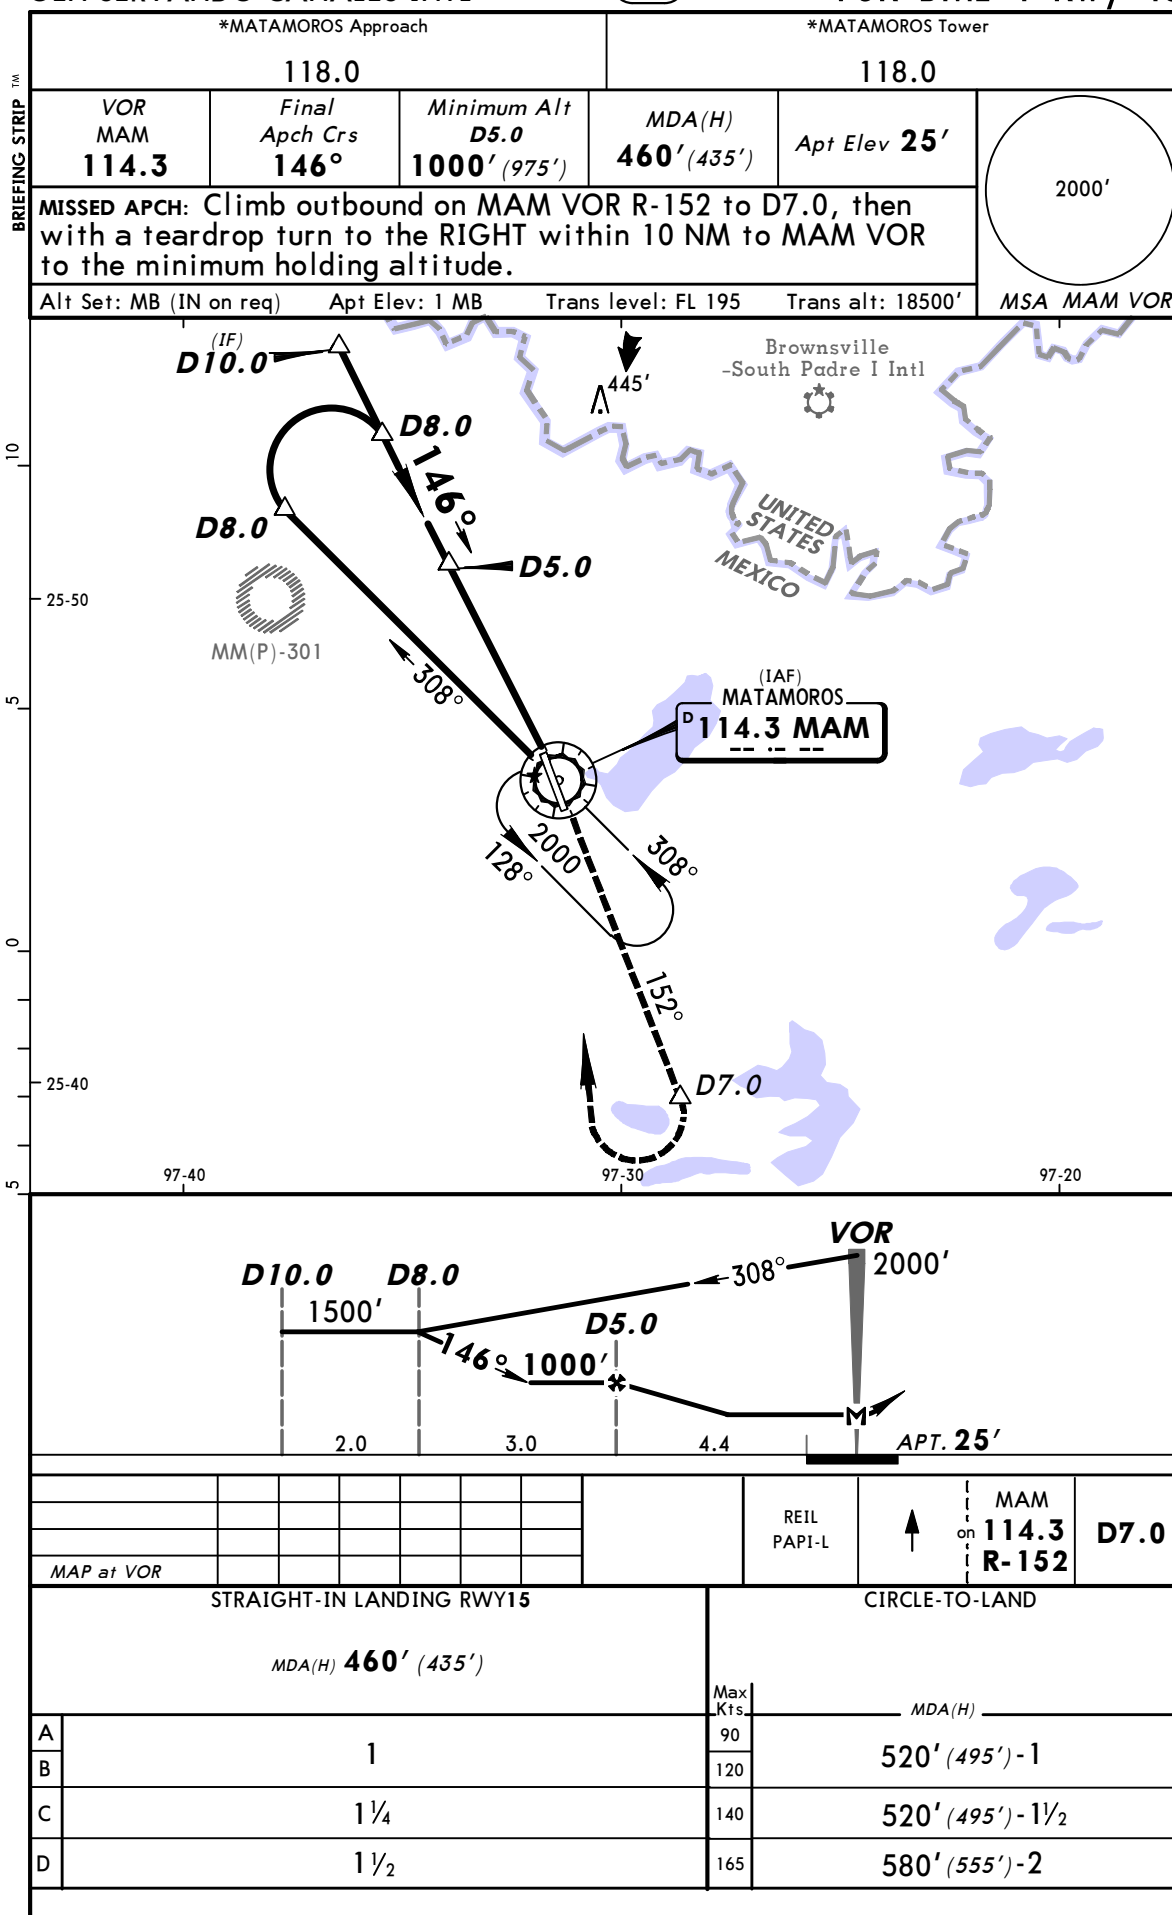 *MATAMOROS Approach
118.0
*MATAMOROS Tower
118.0
BRIEFING STRIP TM
VOR
MAM
114.3
Final
Apch Crs
146°
Minimum Alt
D5.0
1000' (975')
MDA(H)
460' (435')
Apt Elev 25'
2000'
MSA MAM VOR
MISSED APCH: Climb outbound on MAM VOR R-152 to D7.0, then
with a teardrop turn to the RIGHT within 10 NM to MAM VOR
to the minimum holding altitude.
Alt Set: MB (IN on req) Apt Elev: 1 MB Trans level: FL 195 Trans alt: 18500'
(IF)
D10.0
445'
Brownsville
-South Padre I Intl
D8.0
146°
10
D8.0
UNITED
STATES
MEXICO
D5.0
25-50
MM(P)-301
308°
5
(IAF)
MATAMOROS
D 114.3 MAM
2000
128°
308°
0
152°
25-40
D7.0
5
97-40
97-30
97-20
VOR
2000'
D10.0
D8.0
308°
1500'
D5.0
146°
1000'
M
2.0
3.0
4.4
APT. 25'
MAP at VOR
REIL
PAPI-L
on
MAM
114.3
R-152
D7.0
STRAIGHT-IN LANDING RWY15
CIRCLE-TO-LAND
MDA(H) 460' (435')
Max
Kts
MDA(H)
A
B
1
90
120
520' (495') - 1
C
1 1/4
140
520' (495') - 1 1/2
D
1 1/2
165
580' (555') - 2